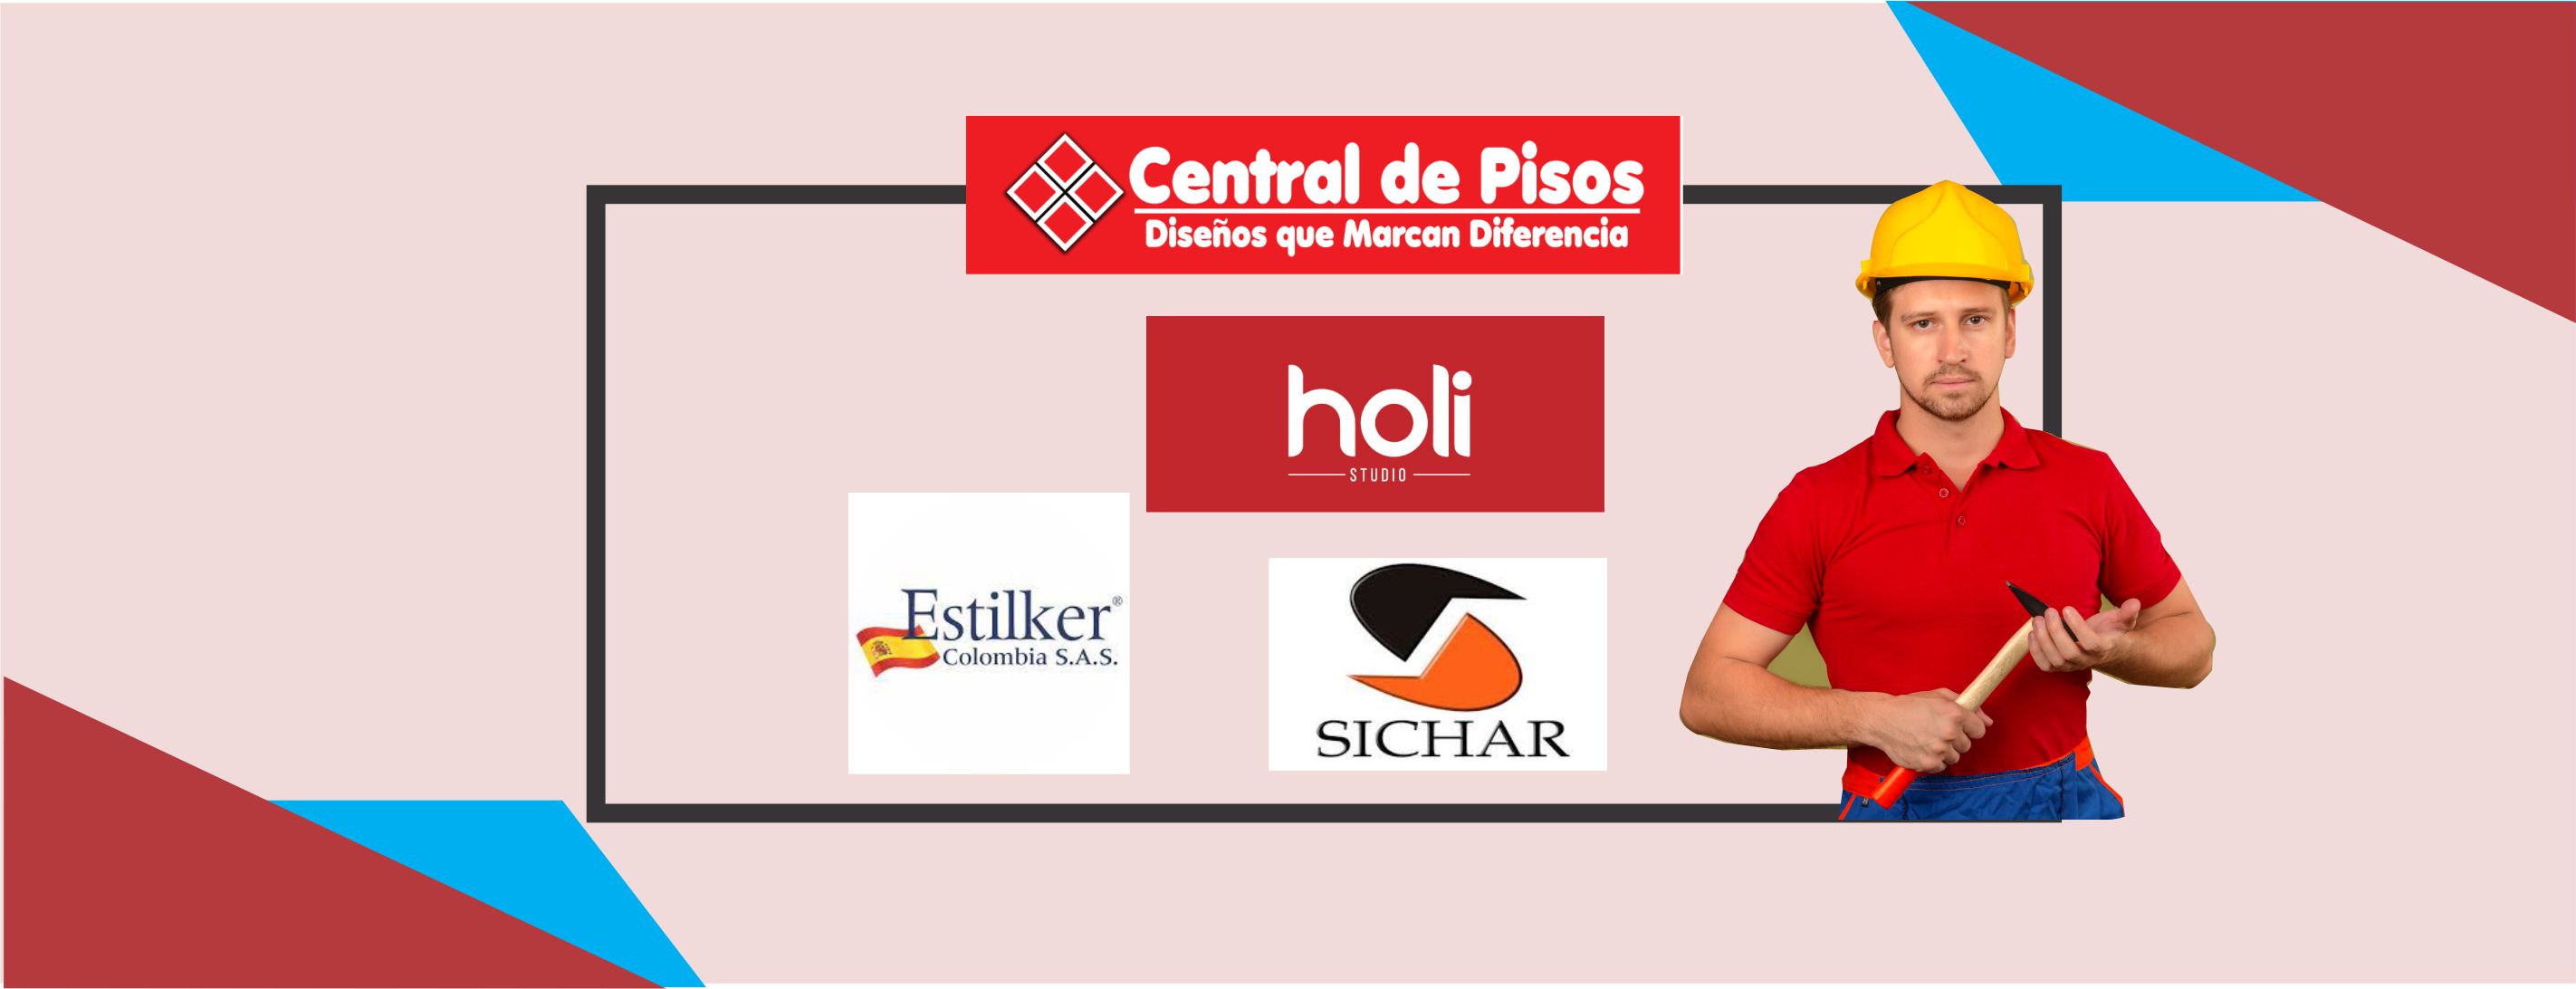 Central de Pisos
Diseños que Marcan Diferencia
holi
STUDIO
Estilker®
Colombia S.A.S.
SICHAR